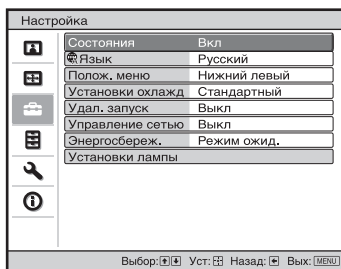 Настройка
Состояния Вкл
Язык Русский
Полож. меню Нижний левый
Установки охлажд Стандартный
Удал. запуск Выкл
Управление сетью Выкл
Энергосбереж. Режим ожид.
Установки лампы
Выбор: Уст: Назад: Вых: MENU